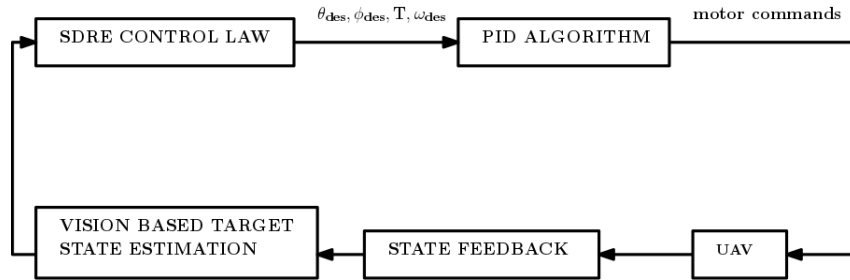 SDRE CONTROL LAW
θdes, ϕdes, T, ωdes
PID ALGORITHM
motor commands
VISION BASED TARGET
STATE ESTIMATION
STATE FEEDBACK
UAV